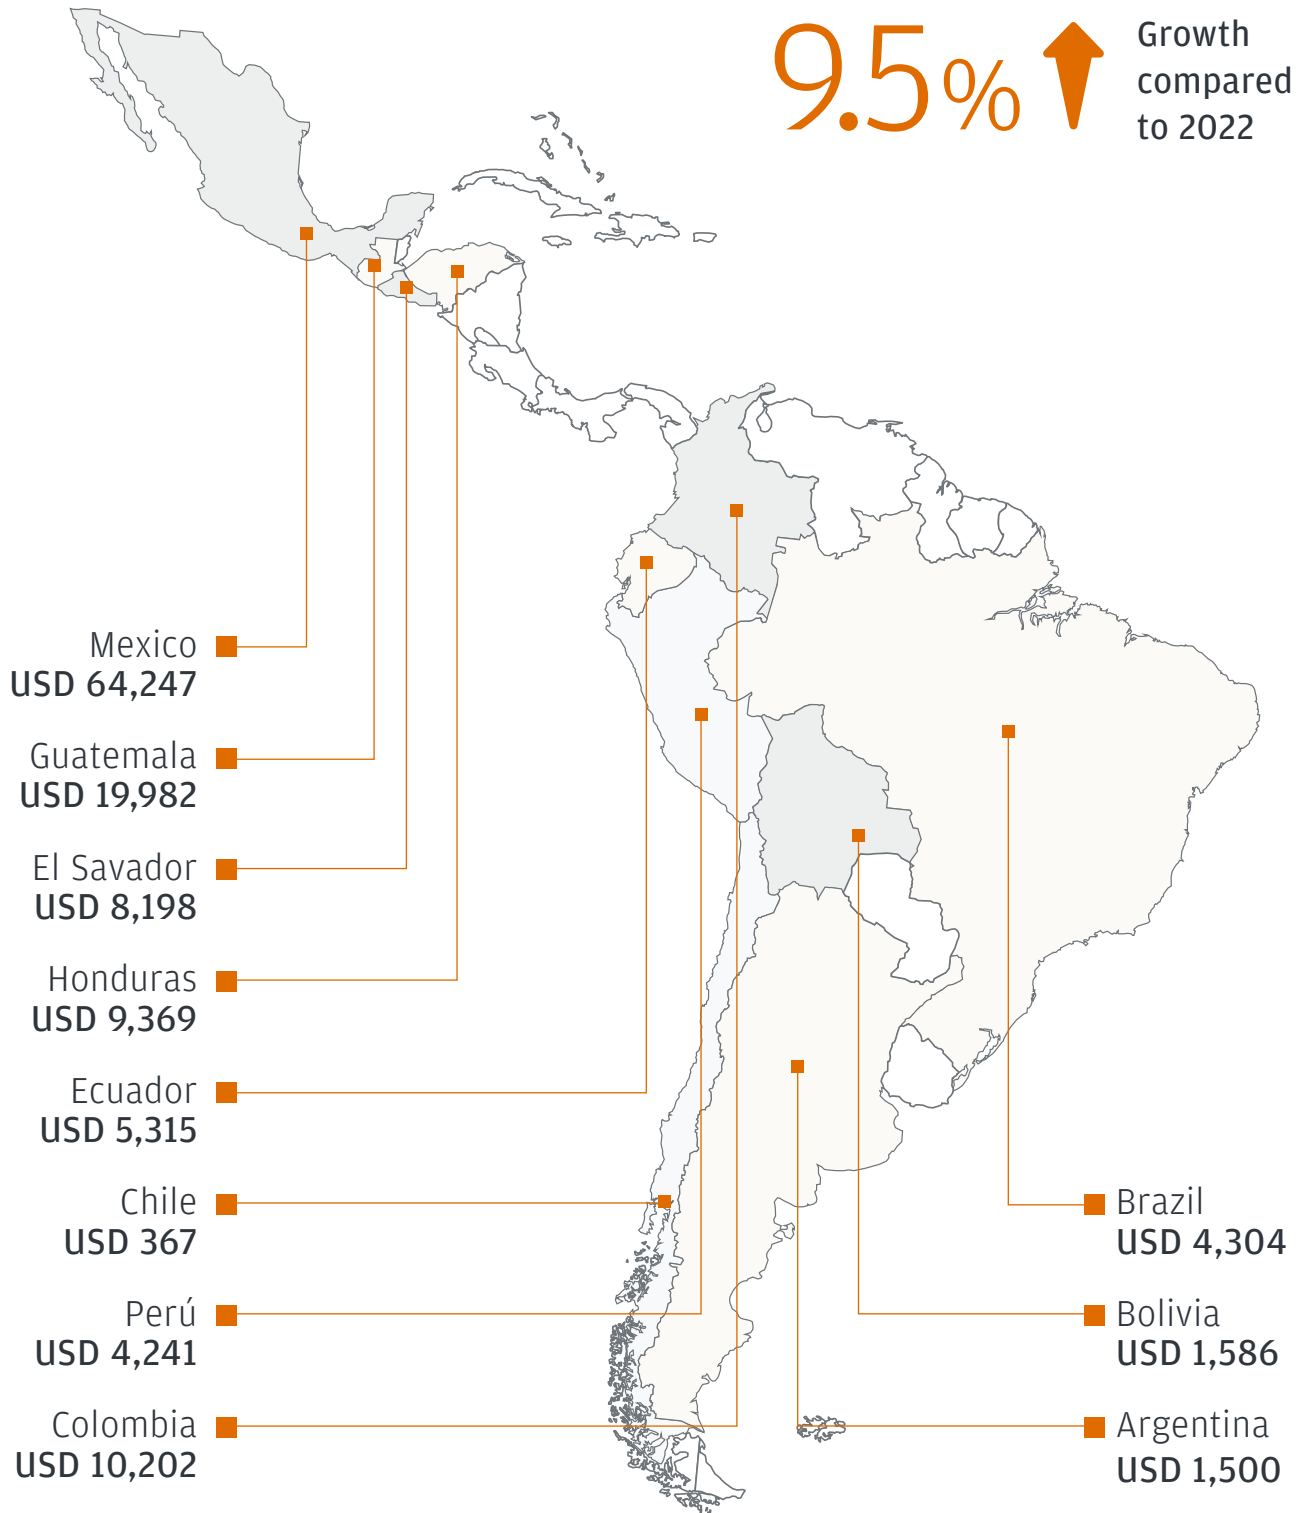 9.5%
Growth
compared
to 2022
Mexico
USD 64,247
Guatemala
USD 19,982
El Savador
USD 8,198
Honduras
USD 9,369
Ecuador
USD 5,315
Chile
USD 367
Perú
USD 4,241
Colombia
USD 10,202
Brazil
USD 4,304
Bolivia
USD 1,586
Argentina
USD 1,500